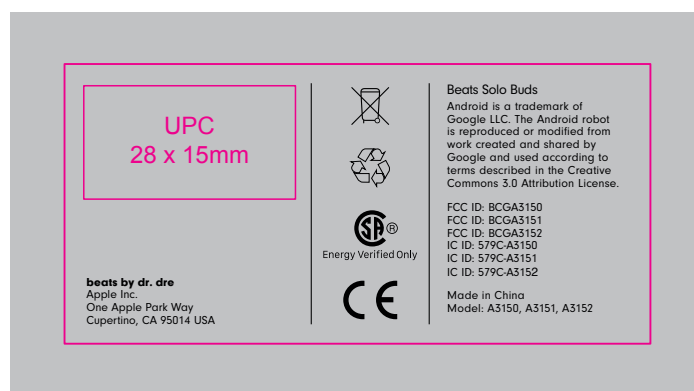 UPC
28 x 15mm
beats by dr. dre
Apple Inc.
One Apple Park Way
Cupertino, CA 95014 USA
SA®
Energy Verified Only
CE
Beats Solo Buds
Android is a trademark of
Google LLC. The Android robot
is reproduced or modified from
work created and shared by
Google and used according to
terms described in the Creative
Commons 3.0 Attribution License.
FCC ID: BCGA3150
FCC ID: BCGA3151
FCC ID: BCGA3152
IC ID: 579C-A3150
IC ID: 579C-A3151
IC ID: 579C-A3152
Made in China
Model: A3150, A3151, A3152